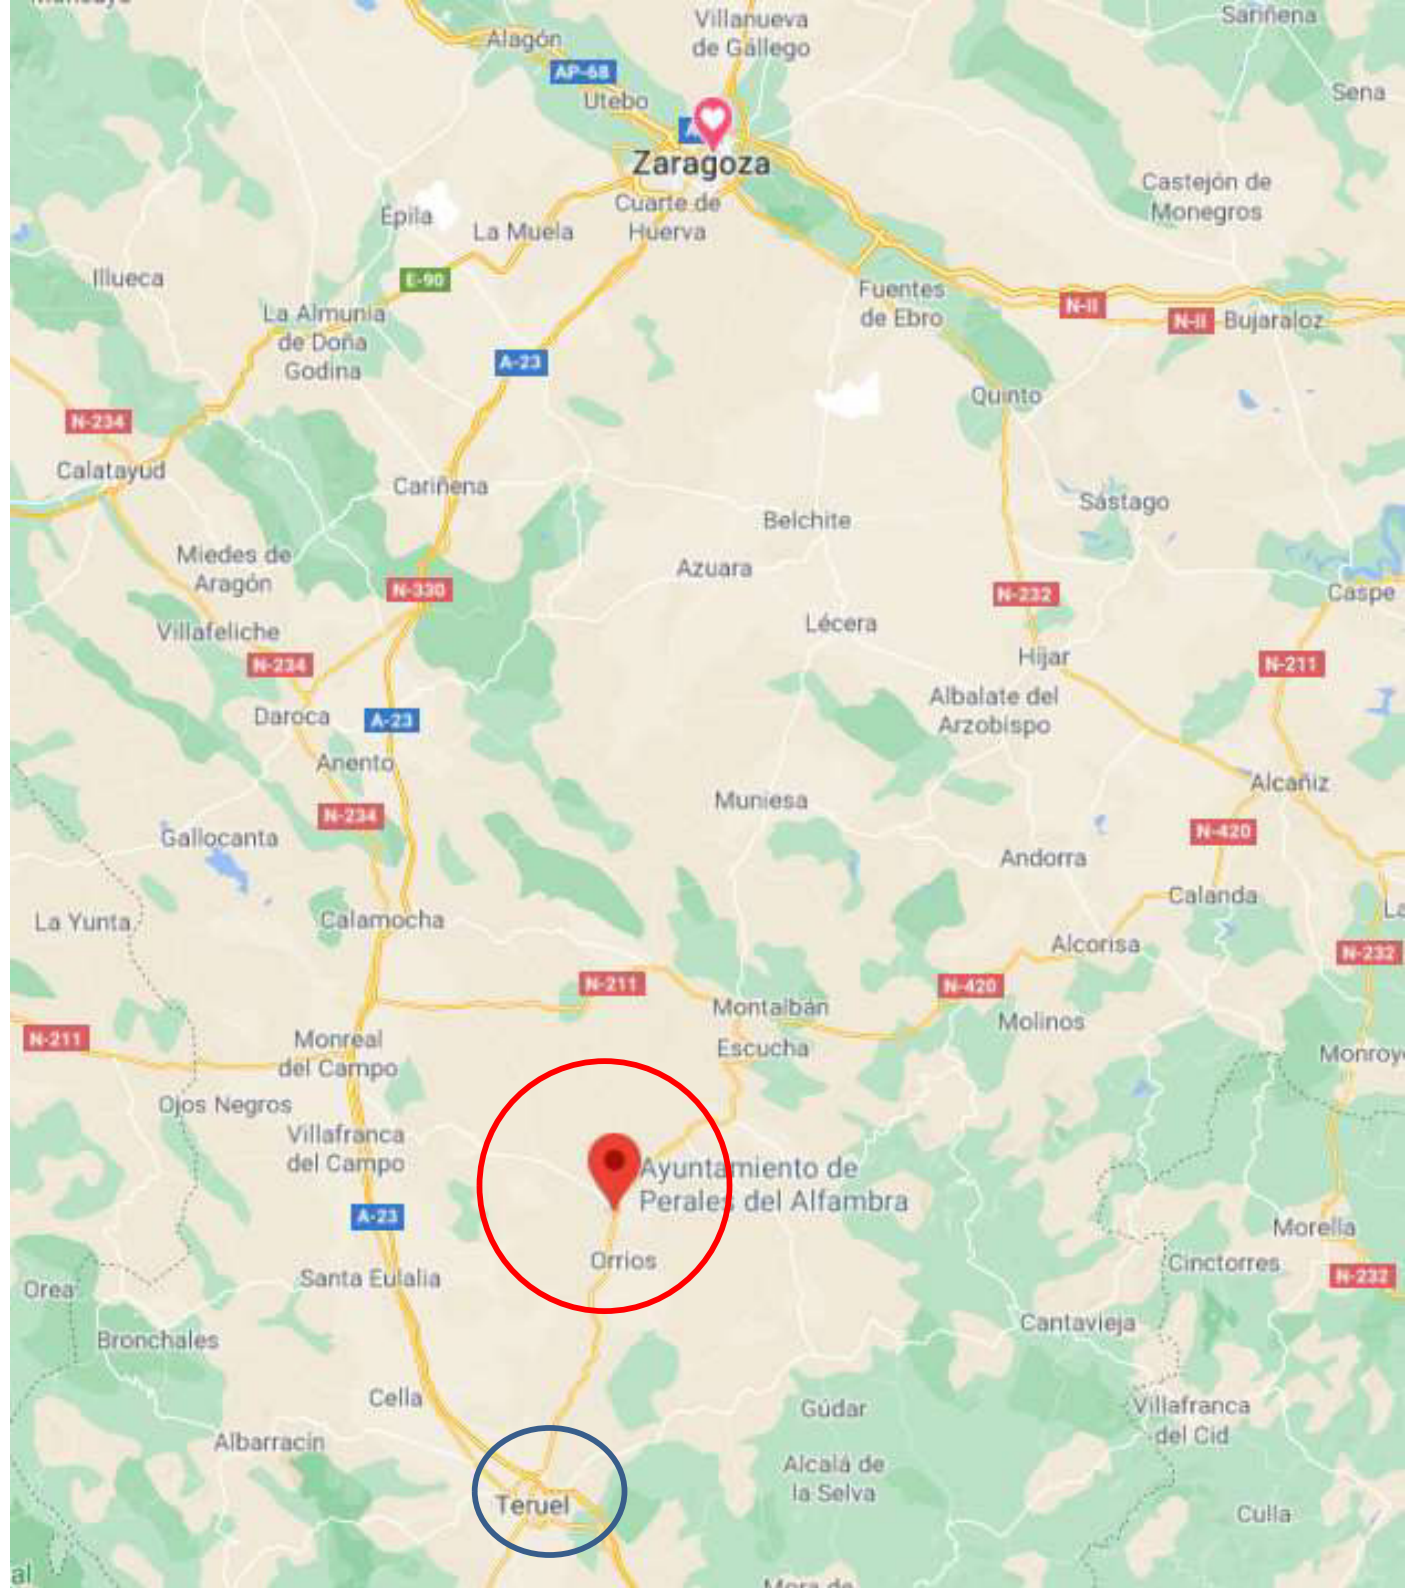 Villanueva
de Gállego
Sariñena
Alagón
AP-68
Utebo
Sena
Zaragoza
Castejón de
Monegros
Épila
La Muela
Cuarte de
Huerva
Illueca
E-90
Fuentes
de Ebro
La Almunia
de Doña
Godina
N-II
N-II
Bujaraloz
A-23
Quinto
N-234
Calatayud
Cariñena
Sástago
Belchite
Miedes de
Aragón
Azuara
N-330
N-232
Caspe
Villafeliche
Lécera
N-234
Híjar
N-211
Daroca
A-23
Albalate del
Arzobispo
Anento
Alcañiz
Muniesa
N-234
Gallocanta
N-420
Andorra
Calanda
La Yunta
Calamocha
Alcorisa
N-232
N-211
N-420
Montalbán
Molinos
N-211
Monreal
del Campo
Escucha
Ojos Negros
Villafranca
del Campo
Ayuntamiento de
Perales del Alfambra
A-23
Morella
Orrios
Cinctorres
Santa Eulalia
N-232
Orea
Cantavieja
Bronchales
Cella
Gúdar
Villafranca
del Cid
Albarracín
Alcalá de
la Selva
Teruel
Culla